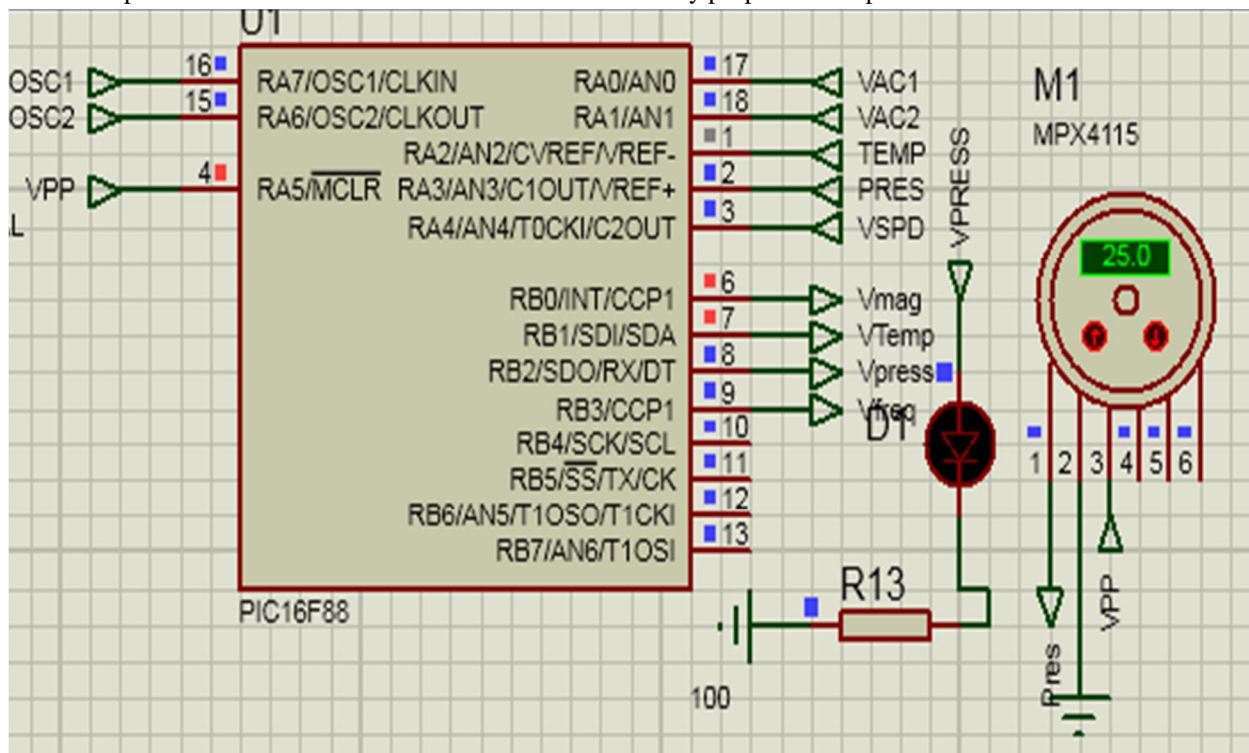 U1
OSC1
OSC2
VPP
16
15
4
RA7/OSC1/CLKIN
RA6/OSC2/CLKOUT
RA5/MCLR
RA0/AN0
RA1/AN1
RA2/AN2/CVREF/VREF-
RA3/AN3/C1OUT/VREF+
RA4/AN4/T0CKI/C2OUT
RB0/INT/CCP1
RB1/SDI/SDA
RB2/SDO/RX/DT
RB3/CCP1
RB4/SCK/SCL
RB5/SS/TX/CK
RB6/AN5/T1OSO/T1CKI
RB7/AN6/T1OSI
17
18
1
2
3
6
7
8
9
10
11
12
13
VAC1
VAC2
TEMP
PRES
VSPD
Vmag
VTemp
Vpress
Vfreq
PIC16F88
VPRESS
D1
R13
100
M1
MPX4115
25.0
1 2 3 4 5 6
Pres
VPP